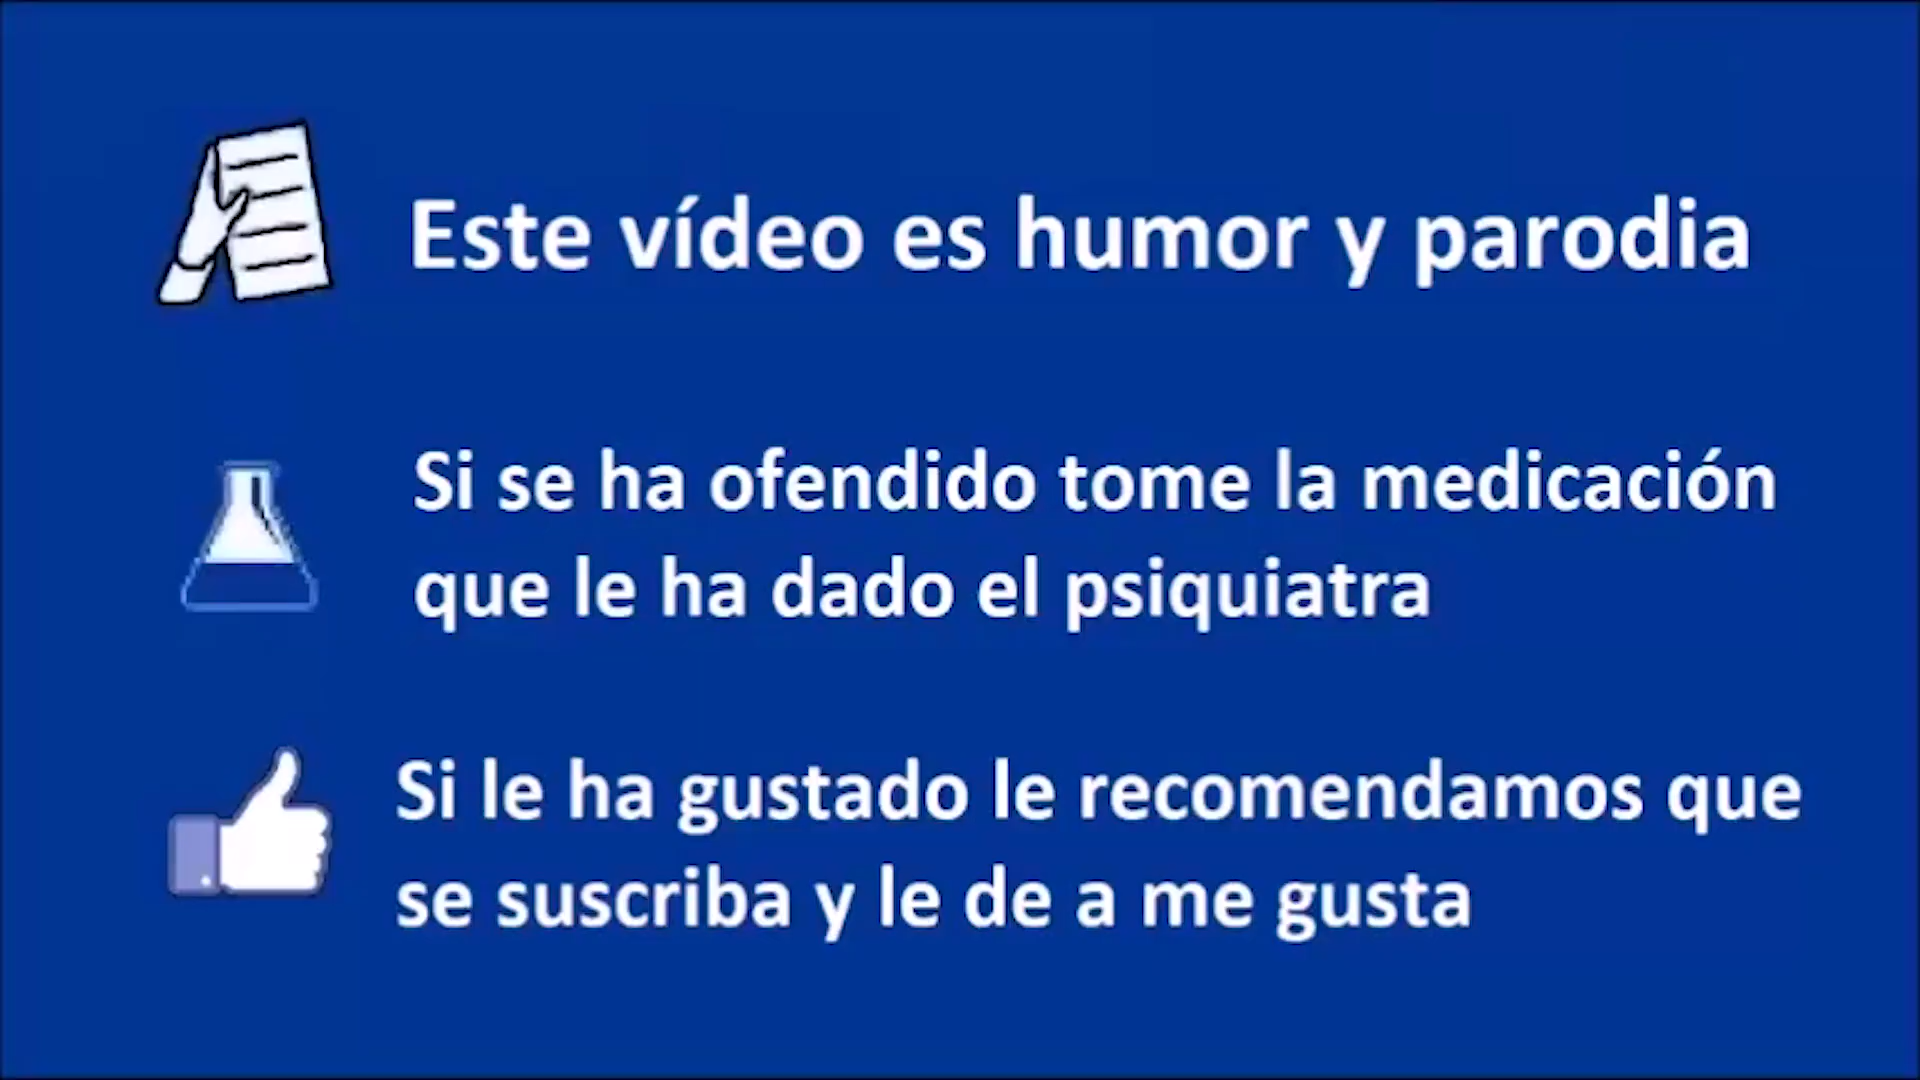 Este vídeo es humor y parodia
Si se ha ofendido tome la medicación
que le ha dado el psiquiatra
Si le ha gustado le recomendamos que
se suscriba y le de a me gusta